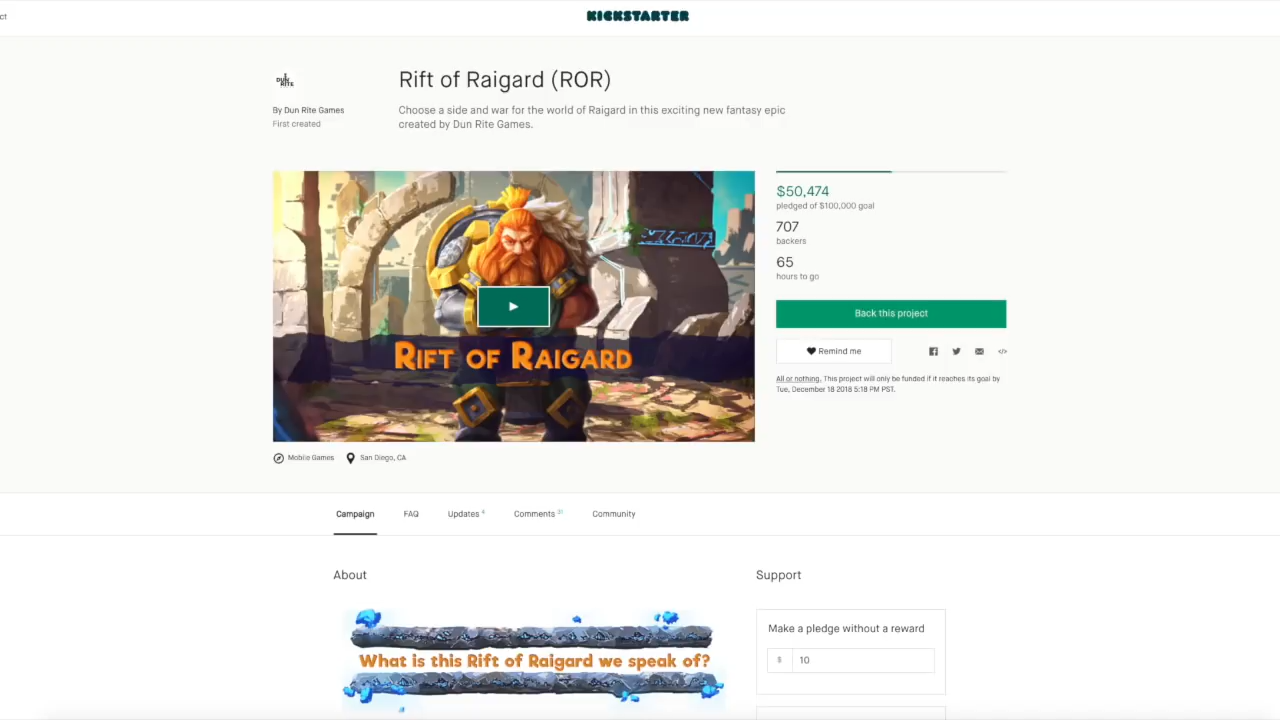 ct
KICKSTARTER
DUN
RITE
Rift of Raigard (ROR)
By Dun Rite Games
First created
Choose a side and war for the world of Raigard in this exciting new fantasy epic
created by Dun Rite Games.
RIFT OF RAIGARD
$50,474
pledged of $100,000 goal
707
backers
65
hours to go
Back this project
Remind me
All or nothing. This project will only be funded if it reaches its goal by
Tue, December 18 2018 5:18 PM PST.
Mobile Games
San Diego, CA
Campaign
FAQ
Updates 4
Comments 31
Community
About
Support
What is this Rift of Raigard we speak of?
Make a pledge without a reward
$ 10